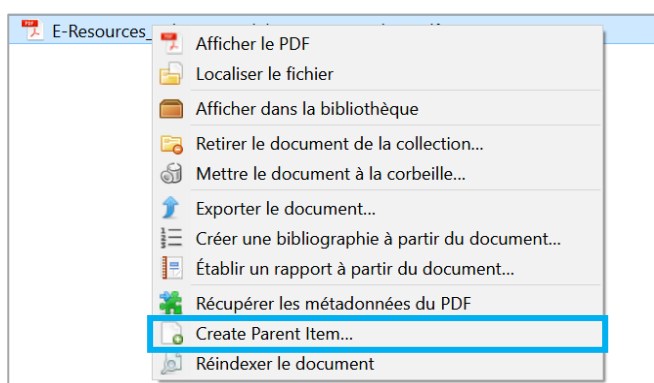 E-Resources_
Afficher le PDF
Localiser le fichier
Afficher dans la bibliothèque
Retirer le document de la collection...
Mettre le document à la corbeille...
Exporter le document...
Créer une bibliographie à partir du document...
Établir un rapport à partir du document...
Récupérer les métadonnées du PDF
Create Parent Item...
Réindexer le document